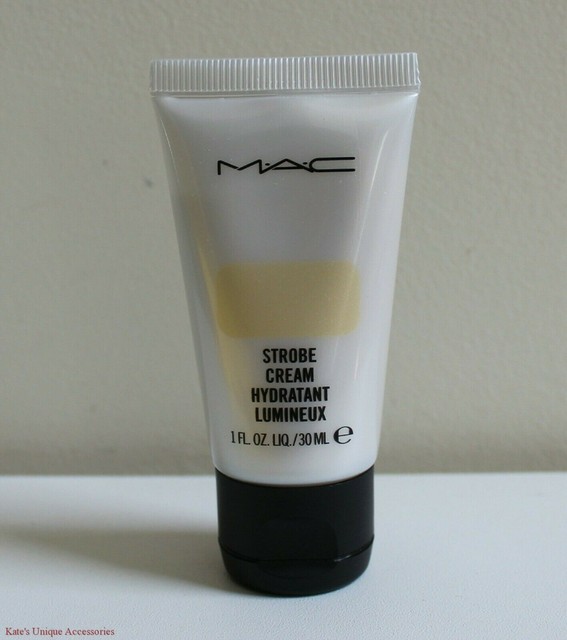 M·A·C
STROBE
CREAM
HYDRATANT
LUMINEUX
1 FL. OZ. LIQ./30 ML ℮
Kate's Unique Accessories